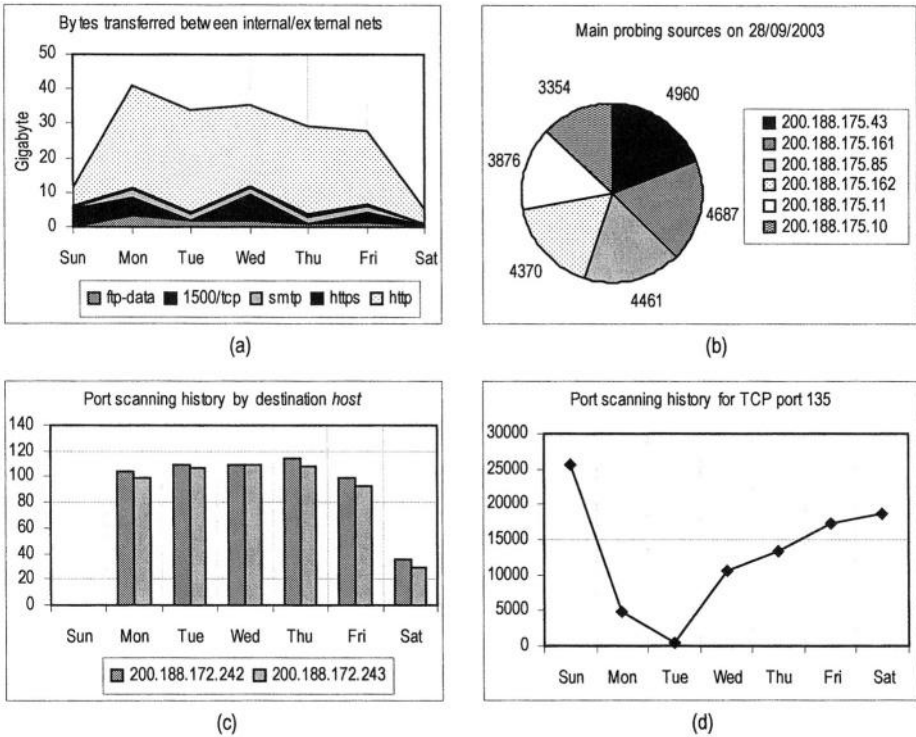 Bytes transferred between internal/external nets
50
40
30
20
10
0
Gigabyte
Sun Mon Tue Wed Thu Fri Sat
ftp-data 1500/tcp smtp https http
(a)
Main probing sources on 28/09/2003
3354
4960
3876
4687
4370
4461
200.188.175.43
200.188.175.161
200.188.175.85
200.188.175.162
200.188.175.11
200.188.175.10
(b)
Port scanning history by destination host
140
120
100
80
60
40
20
0
Sun Mon Tue Wed Thu Fri Sat
200.188.172.242 200.188.172.243
(c)
Port scanning history for TCP port 135
30000
25000
20000
15000
10000
5000
0
Sun Mon Tue Wed Thu Fri Sat
(d)